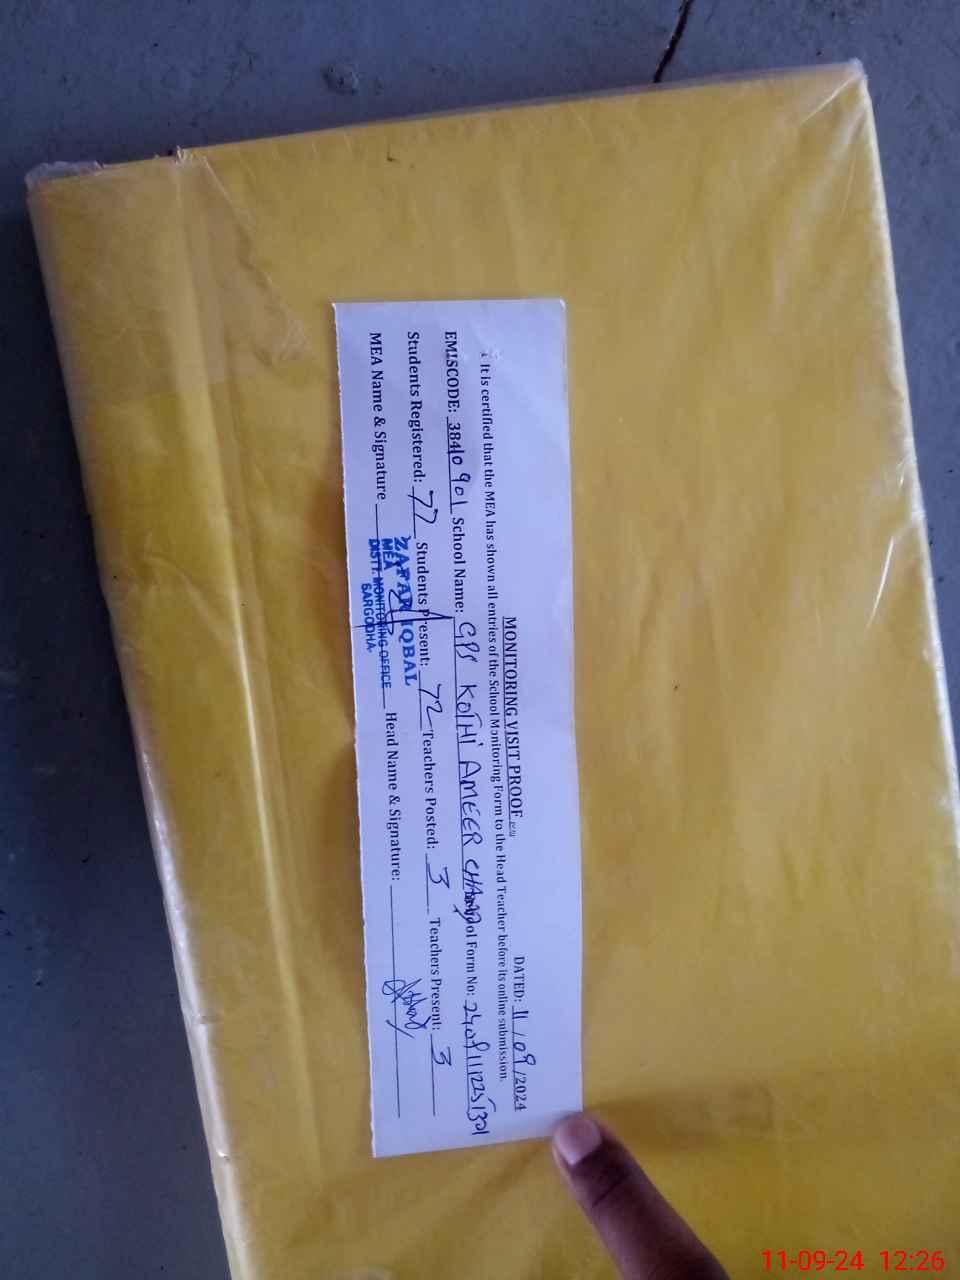 MONITORING VISIT PROOF
DATED: 11/09/2024
It is certified that the MEA has shown all entries of the School Monitoring Form to the Head Teacher before its online submission.
EMISCODE: 38410901 School Name: GPS KOTHI AMEER CHAND School Form No:
Students Registered: 77 Students Present: 72 Teachers Posted: 3 Teachers Present: 3
MEA Name & Signature Head Name & Signature:
ZAFAR IQBAL
MEA
DISTT. MONITORING OFFICE
SARGODHA.
11-09-24 12:26